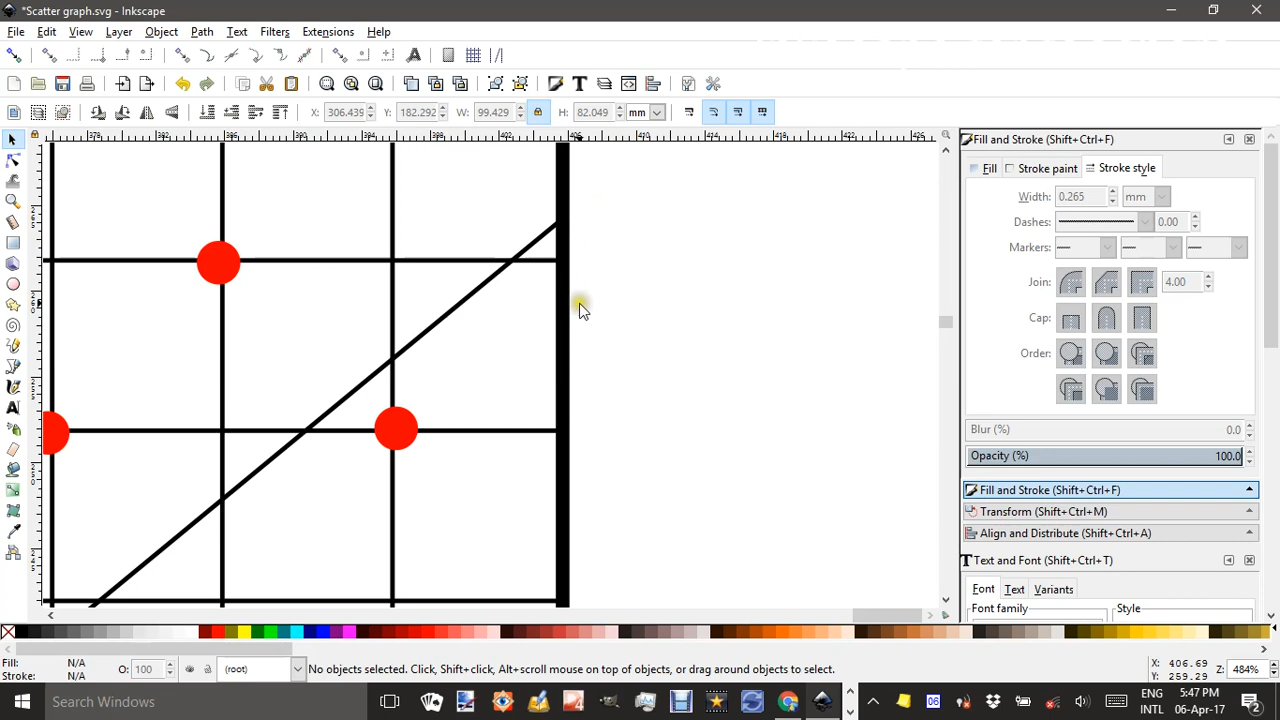 *Scatter graph.svg - Inkscape
File Edit View Layer Object Path Text Filters Extensions Help
X: 306.439 Y: 182.292 W: 99.429 H: 82.049 mm
Fill and Stroke (Shift+Ctrl+F)
Fill Stroke paint Stroke style
Width: 0.265 mm
Dashes: 0.00
Markers:
Join: 4.00
Cap:
Order:
Blur (%) 0.0
Opacity (%) 100.0
Fill and Stroke (Shift+Ctrl+F)
Transform (Shift+Ctrl+M)
Align and Distribute (Shift+Ctrl+A)
Text and Font (Shift+Ctrl+T)
Font Text Variants
Font family Style
Fill: N/A
Stroke: N/A
O: 100
(root)
No objects selected. Click, Shift+click, Alt+scroll mouse on top of objects, or drag around objects to select.
X: 406.69
Y: 259.29
Z: 484%
Search Windows
06
ENG
INTL
5:47 PM
06-Apr-17
2